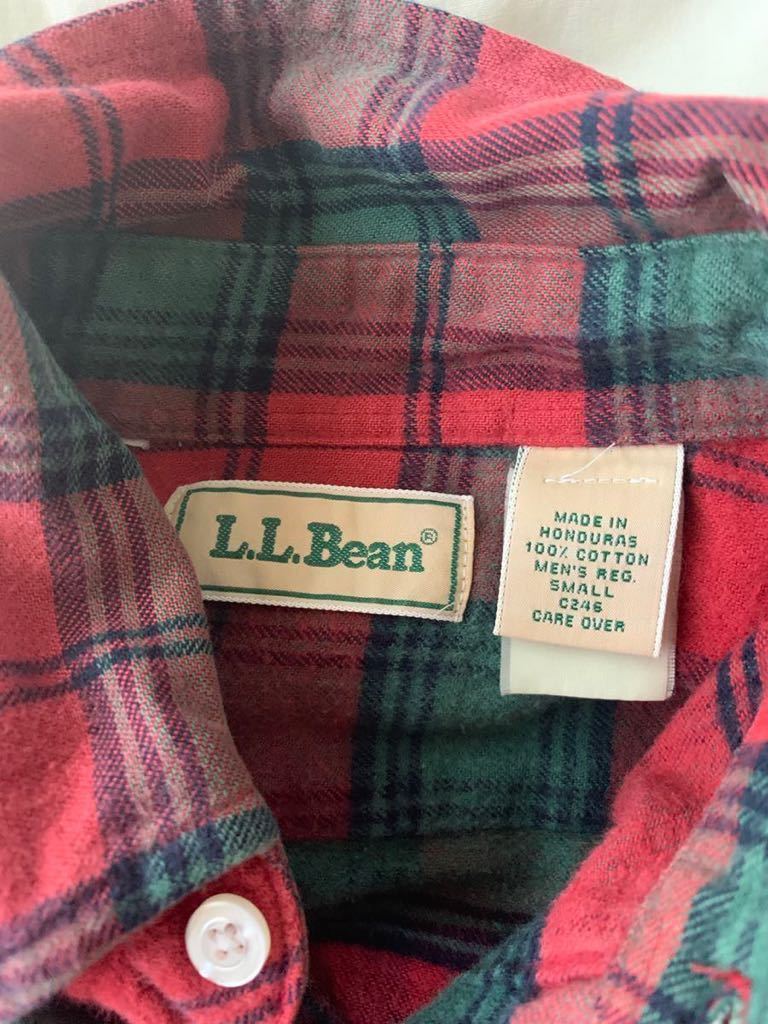 L.L.Bean®
MADE IN
HONDURAS
100% COTTON
MEN'S REG.
SMALL
C246
CARE OVER